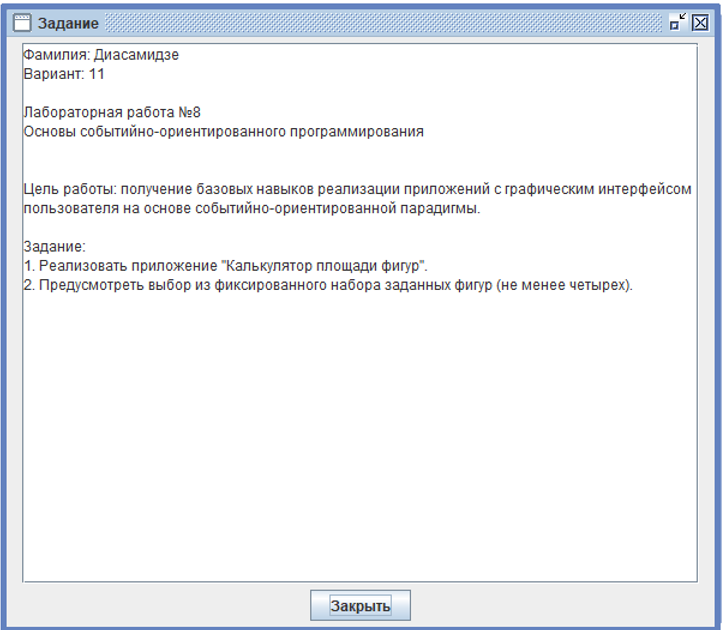 Задание
Фамилия: Диасамидзе
Вариант: 11
Лабораторная работа №8
Основы событийно-ориентированного программирования
Цель работы: получение базовых навыков реализации приложений с графическим интерфейсом
пользователя на основе событийно-ориентированной парадигмы.
Задание:
1. Реализовать приложение "Калькулятор площади фигур".
2. Предусмотреть выбор из фиксированного набора заданных фигур (не менее четырех).
Закрыть